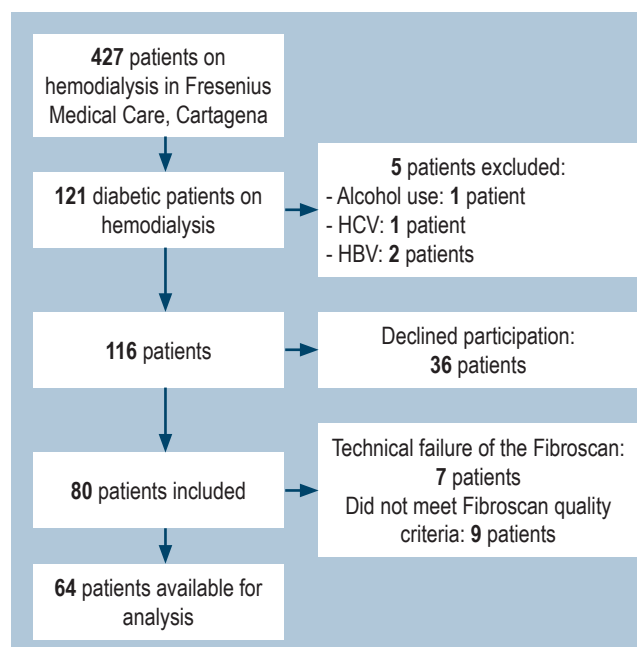 427 patients on
hemodialysis in Fresenius
Medical Care, Cartagena
121 diabetic patients on
hemodialysis
5 patients excluded:
- Alcohol use: 1 patient
- HCV: 1 patient
- HBV: 2 patients
116 patients
Declined participation:
36 patients
80 patients included
Technical failure of the Fibroscan:
7 patients
Did not meet Fibroscan quality
criteria: 9 patients
64 patients available for
analysis